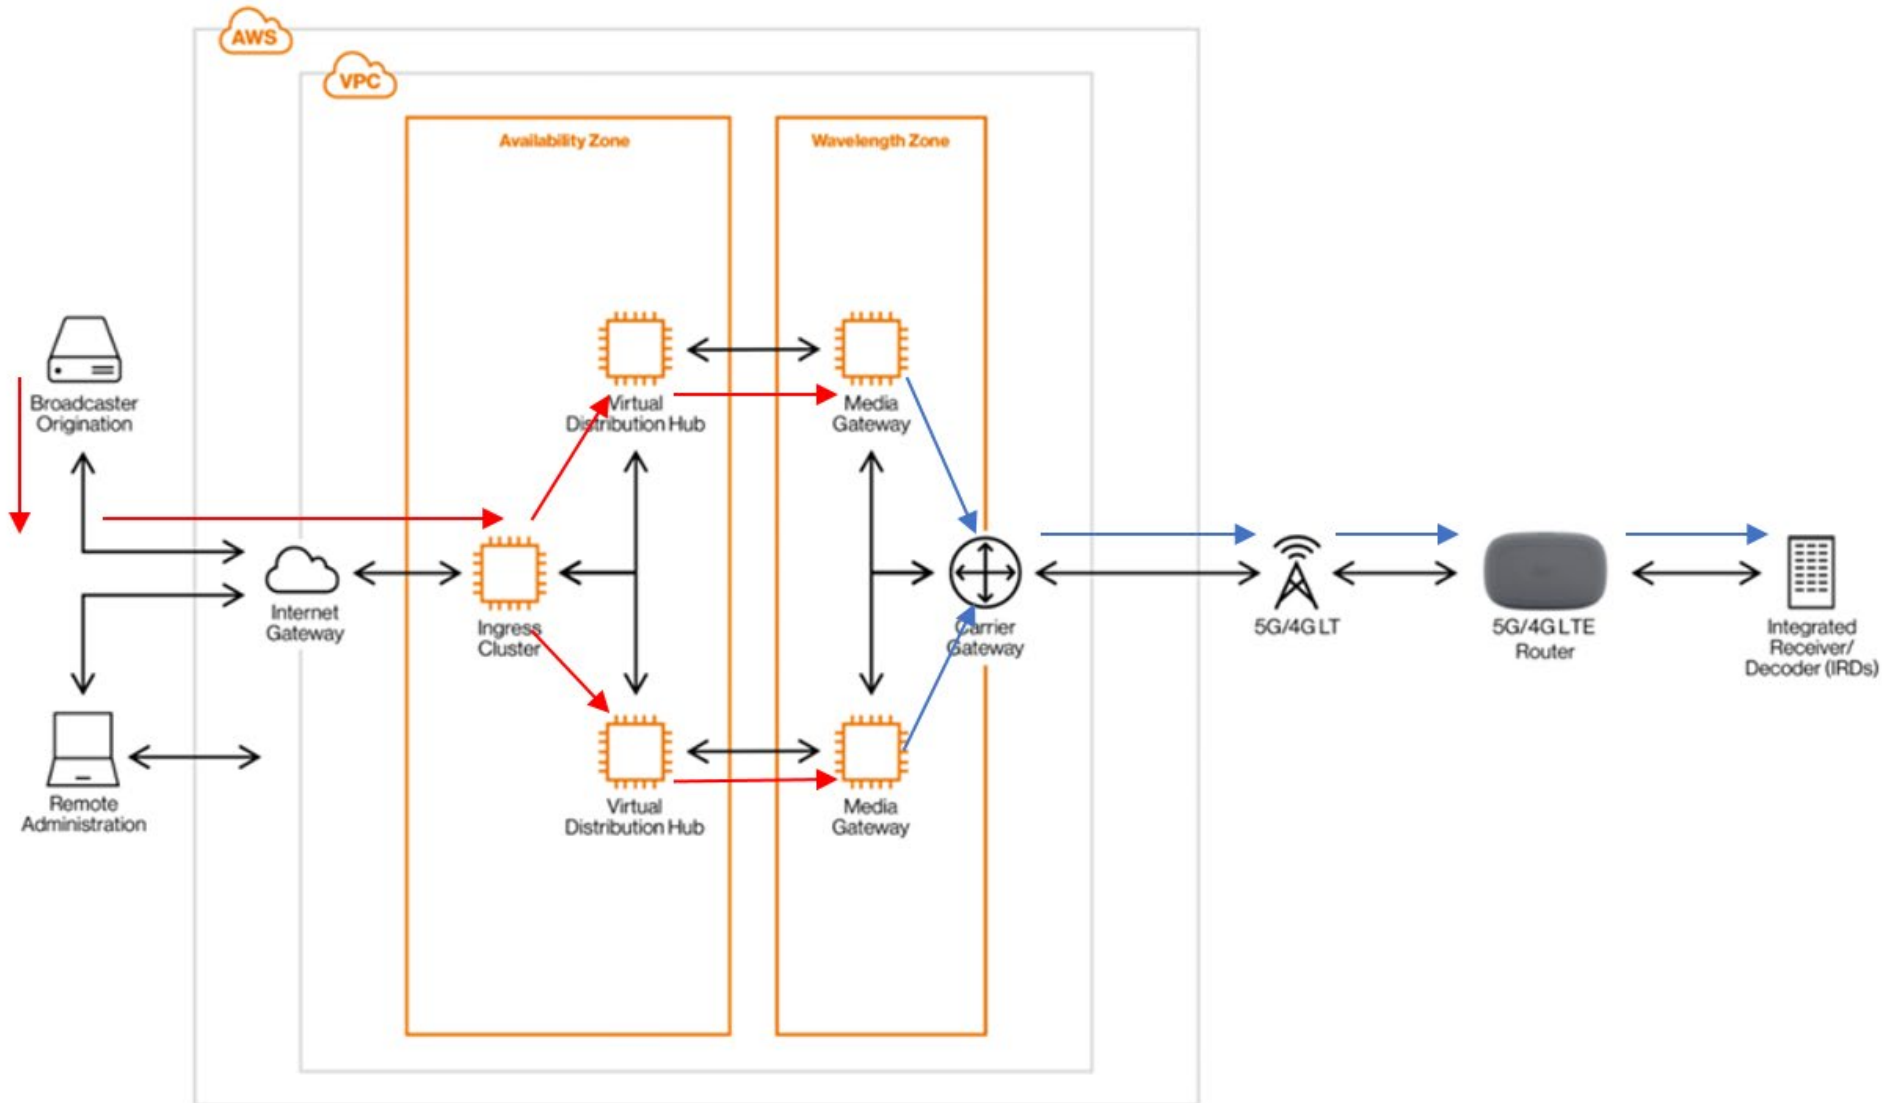 AWS
VPC
Availability Zone
Wavelength Zone
Broadcaster
Origination
Virtual
Distribution Hub
Media
Gateway
Internet
Gateway
Ingress
Cluster
Carrier
Gateway
5G/4G LT
5G/4G LTE
Router
Integrated
Receiver/
Decoder (IRDs)
Remote
Administration
Virtual
Distribution Hub
Media
Gateway